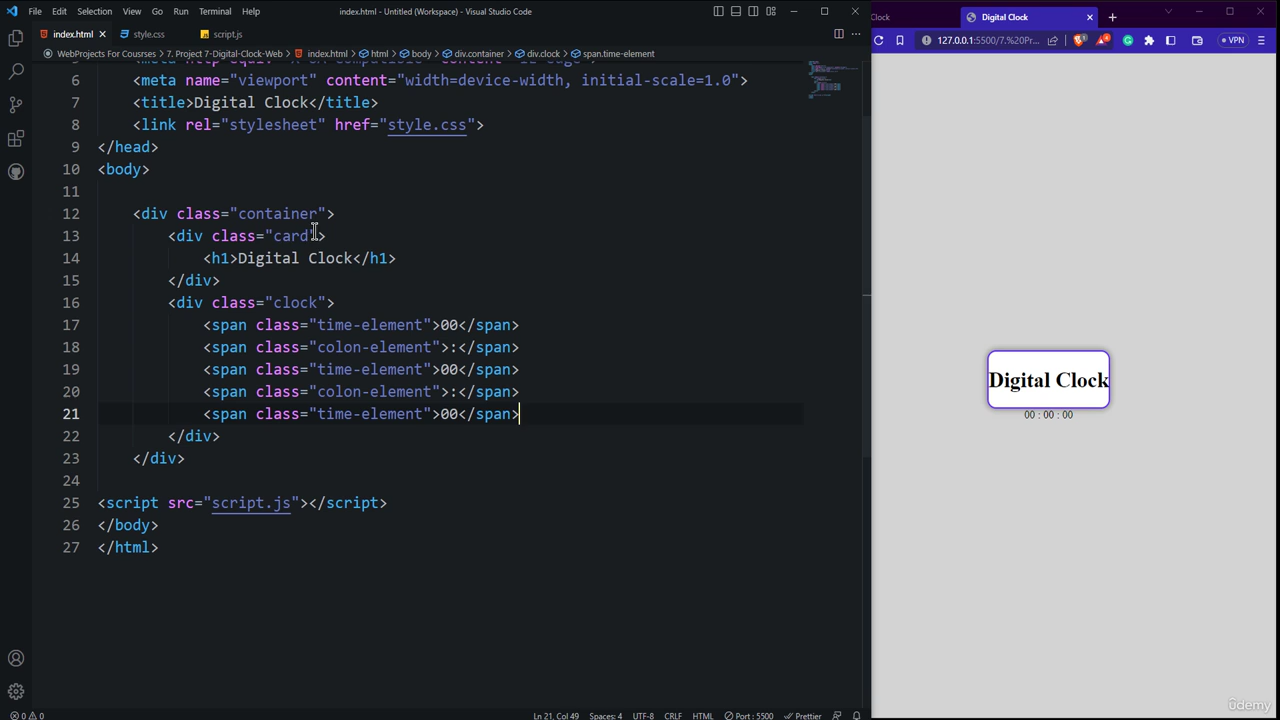 File Edit Selection View Go Run Terminal Help
index.html - Untitled (Workspace) - Visual Studio Code
index.html
style.css
script.js
WebProjects For Coursses > 7. Project 7-Digital-Clock-Web > index.html > html > body > div.container > div.clock > span.time-element
6 <meta name="viewport" content="width=device-width, initial-scale=1.0">
7 <title>Digital Clock</title>
8 <link rel="stylesheet" href="style.css">
9 </head>
10 <body>
11
12 <div class="container">
13 <div class="card">
14 <h1>Digital Clock</h1>
15 </div>
16 <div class="clock">
17 <span class="time-element">00</span>
18 <span class="colon-element">:</span>
19 <span class="time-element">00</span>
20 <span class="colon-element">:</span>
21 <span class="time-element">00</span>
22 </div>
23 </div>
24
25 <script src="script.js"></script>
26 </body>
27 </html>
0 0
Ln 21, Col 49 Spaces: 4 UTF-8 CRLF HTML Port : 5500 Prettier
Clock
Digital Clock
127.0.0.1:5500/7.%20Pr...
VPN
Digital Clock
00 : 00 : 00
ûdemy